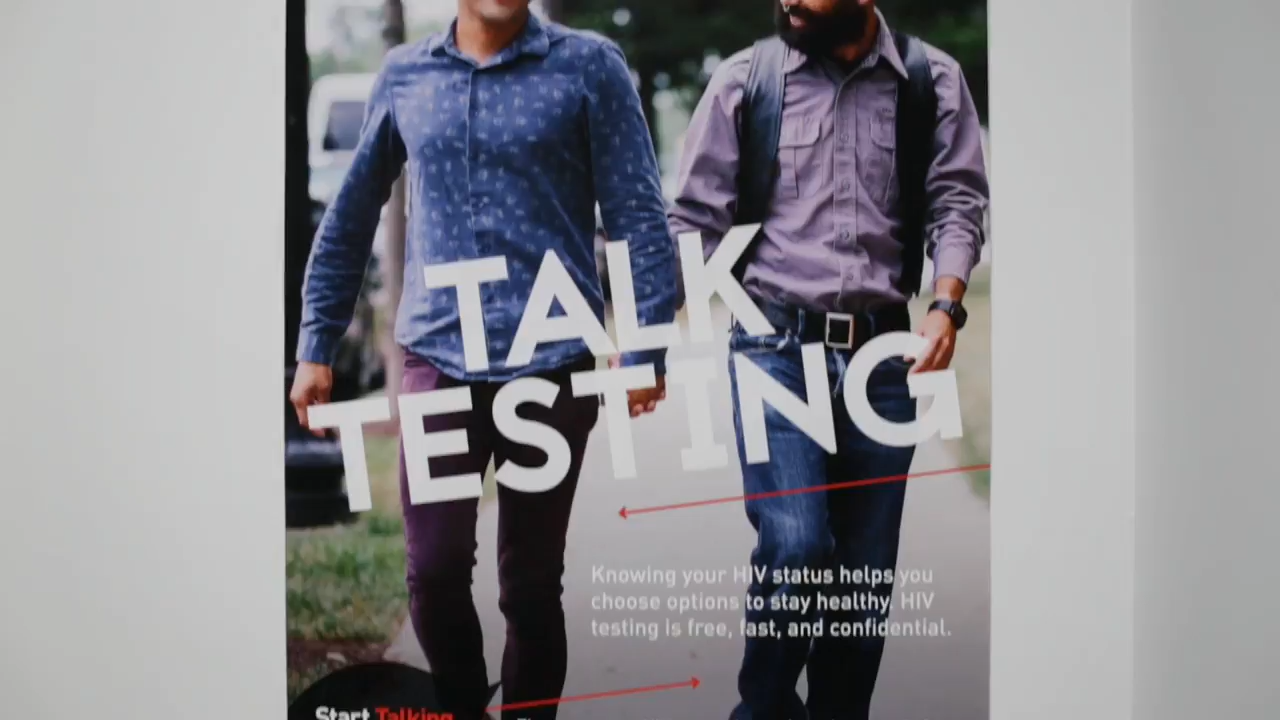 TALK
TESTING
Knowing your HIV status helps you
choose options to stay healthy. HIV
testing is free, fast, and confidential.
Start Talking